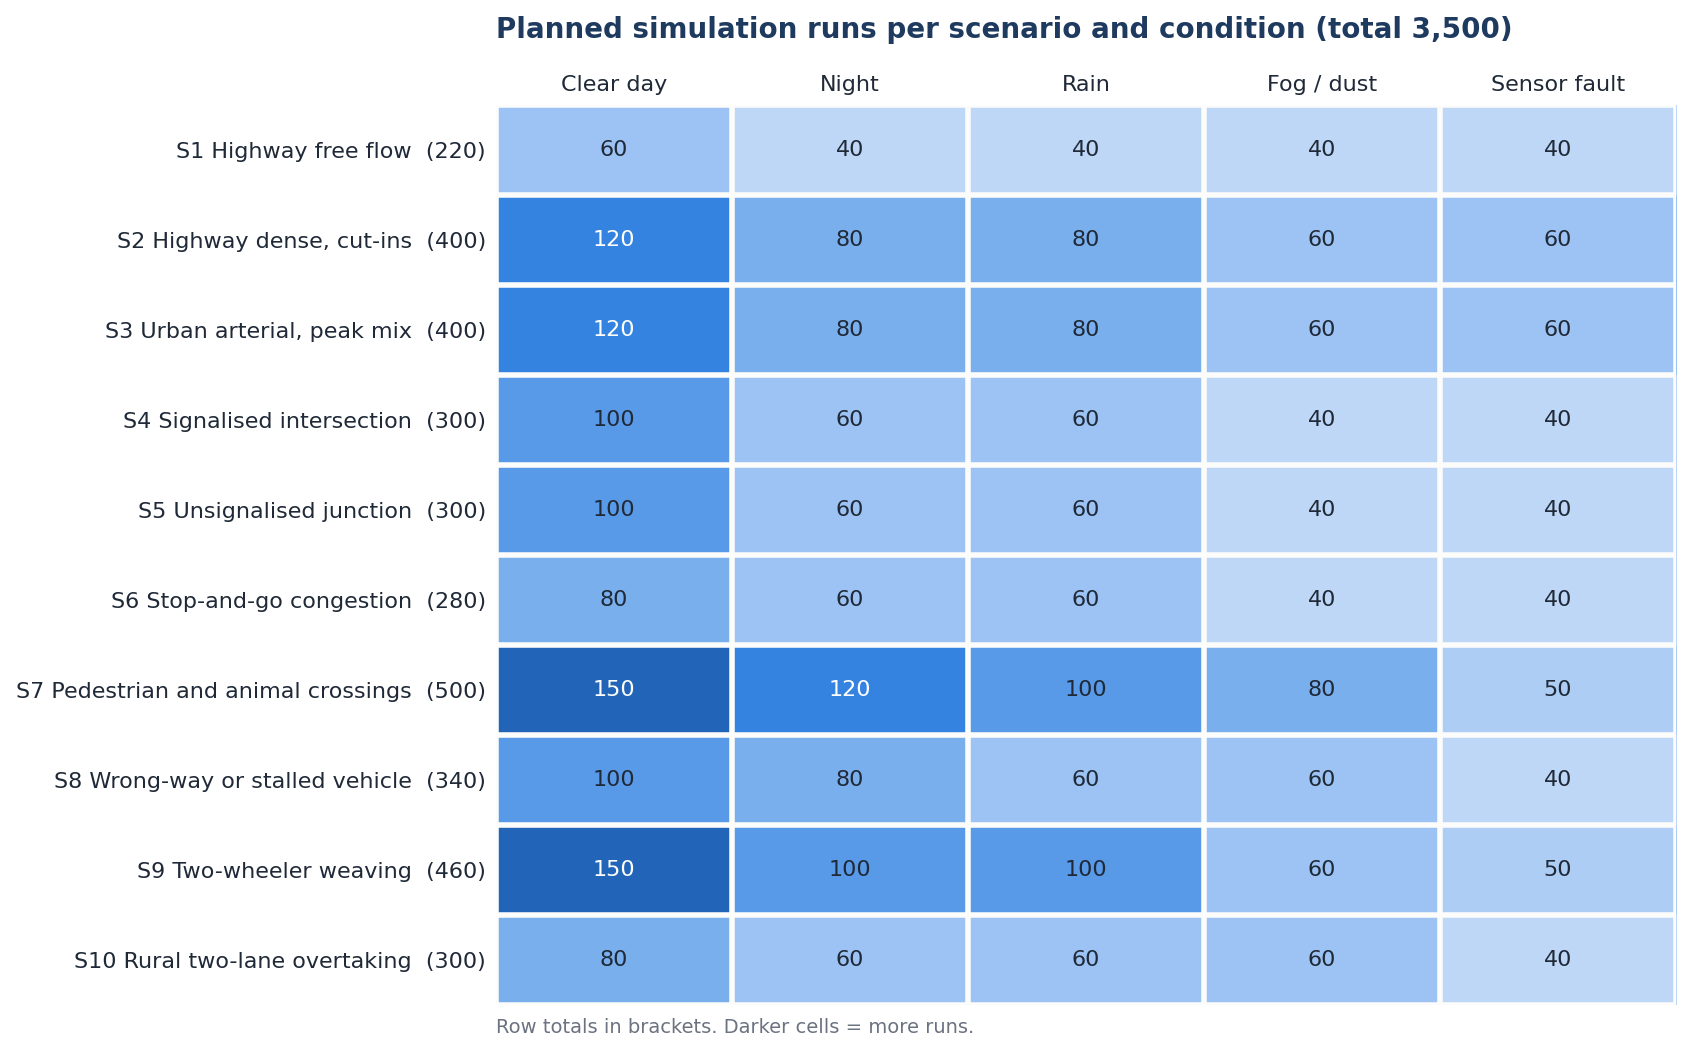 Planned simulation runs per scenario and condition (total 3,500)
Clear day Night Rain Fog / dust Sensor fault
S1 Highway free flow (220) 60 40 40 40 40
S2 Highway dense, cut-ins (400) 120 80 80 60 60
S3 Urban arterial, peak mix (400) 120 80 80 60 60
S4 Signalised intersection (300) 100 60 60 40 40
S5 Unsignalised junction (300) 100 60 60 40 40
S6 Stop-and-go congestion (280) 80 60 60 40 40
S7 Pedestrian and animal crossings (500) 150 120 100 80 50
S8 Wrong-way or stalled vehicle (340) 100 80 60 60 40
S9 Two-wheeler weaving (460) 150 100 100 60 50
S10 Rural two-lane overtaking (300) 80 60 60 60 40
Row totals in brackets. Darker cells = more runs.